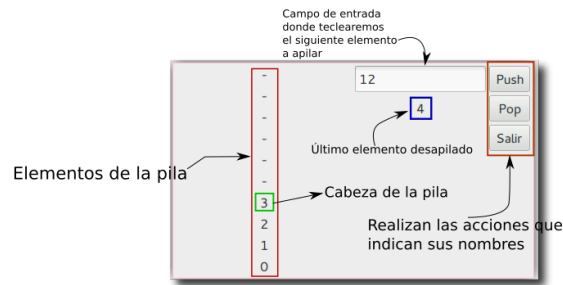 Campo de entrada
donde teclearemos
el siguiente elemento
a apilar
12
Push
-
-
-
-
-
-
3
2
1
0
4
Pop
Salir
Último elemento desapilado
Elementos de la pila
Cabeza de la pila
Realizan las acciones que
indican sus nombres